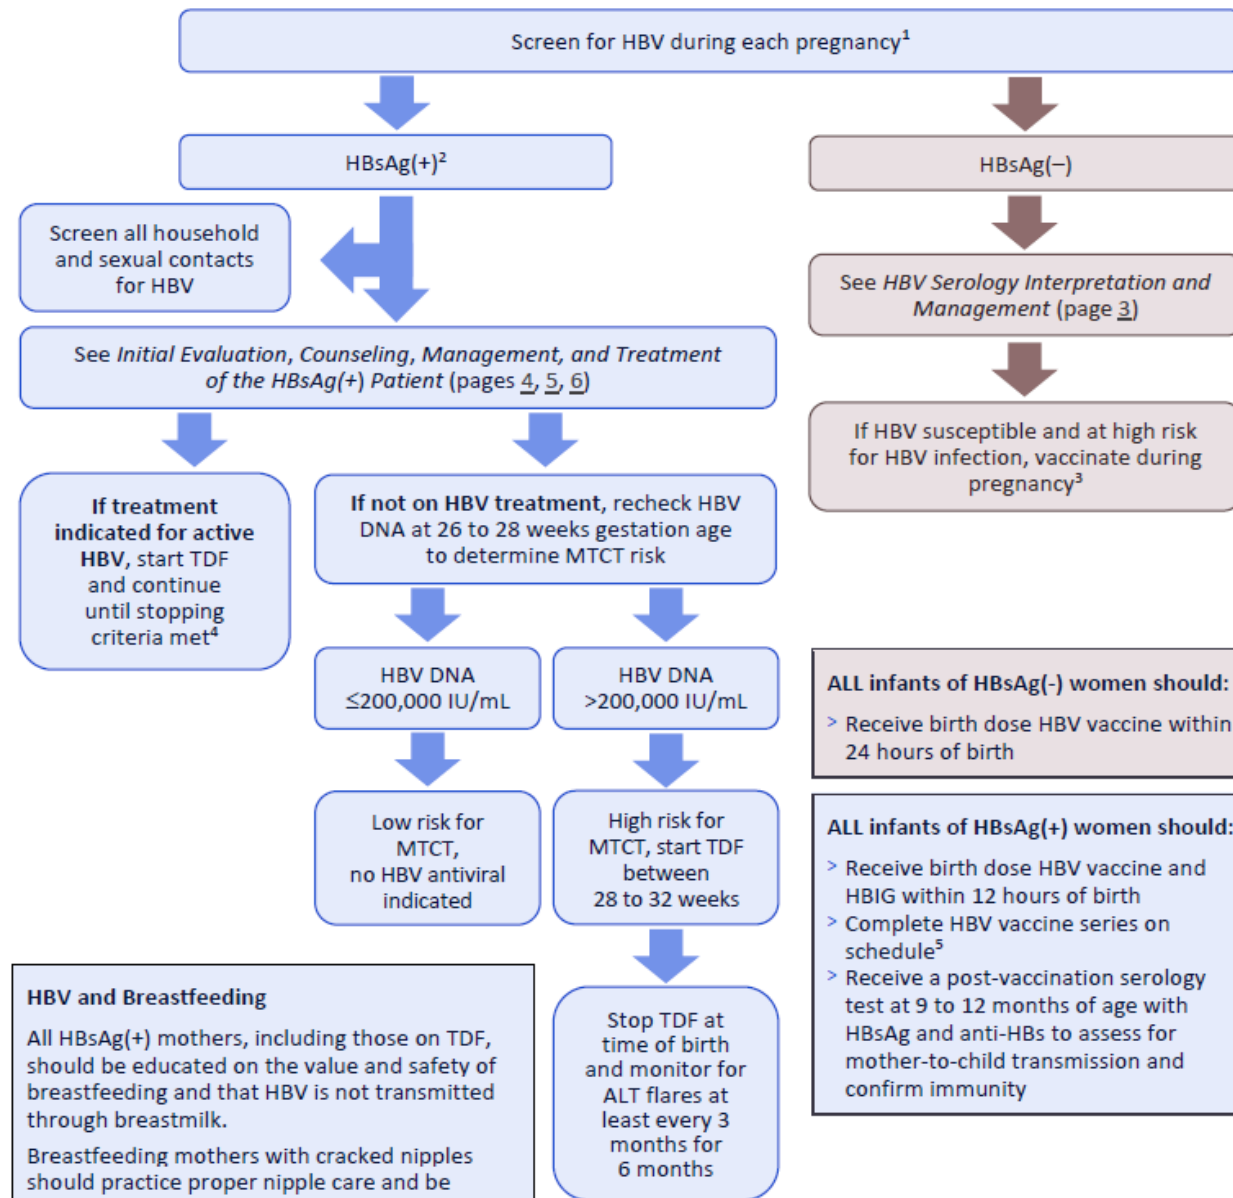 Screen for HBV during each pregnancy¹
HBsAg(+)²
HBsAg(–)
Screen all household
and sexual contacts
for HBV
See HBV Serology Interpretation and
Management (page 3)
See Initial Evaluation, Counseling, Management, and Treatment
of the HBsAg(+) Patient (pages 4, 5, 6)
If HBV susceptible and at high risk
for HBV infection, vaccinate during
pregnancy³
If treatment
indicated for active
HBV, start TDF
and continue
until stopping
criteria met⁴
If not on HBV treatment, recheck HBV
DNA at 26 to 28 weeks gestation age
to determine MTCT risk
HBV DNA
≤200,000 IU/mL
HBV DNA
>200,000 IU/mL
Low risk for
MTCT,
no HBV antiviral
indicated
High risk for
MTCT, start TDF
between
28 to 32 weeks
Stop TDF at
time of birth
and monitor for
ALT flares at
least every 3
months for
6 months
ALL infants of HBsAg(-) women should:
> Receive birth dose HBV vaccine within
24 hours of birth
ALL infants of HBsAg(+) women should:
> Receive birth dose HBV vaccine and
HBIG within 12 hours of birth
> Complete HBV vaccine series on
schedule⁵
> Receive a post-vaccination serology
test at 9 to 12 months of age with
HBsAg and anti-HBs to assess for
mother-to-child transmission and
confirm immunity
HBV and Breastfeeding
All HBsAg(+) mothers, including those on TDF,
should be educated on the value and safety of
breastfeeding and that HBV is not transmitted
through breastmilk.
Breastfeeding mothers with cracked nipples
should practice proper nipple care and be